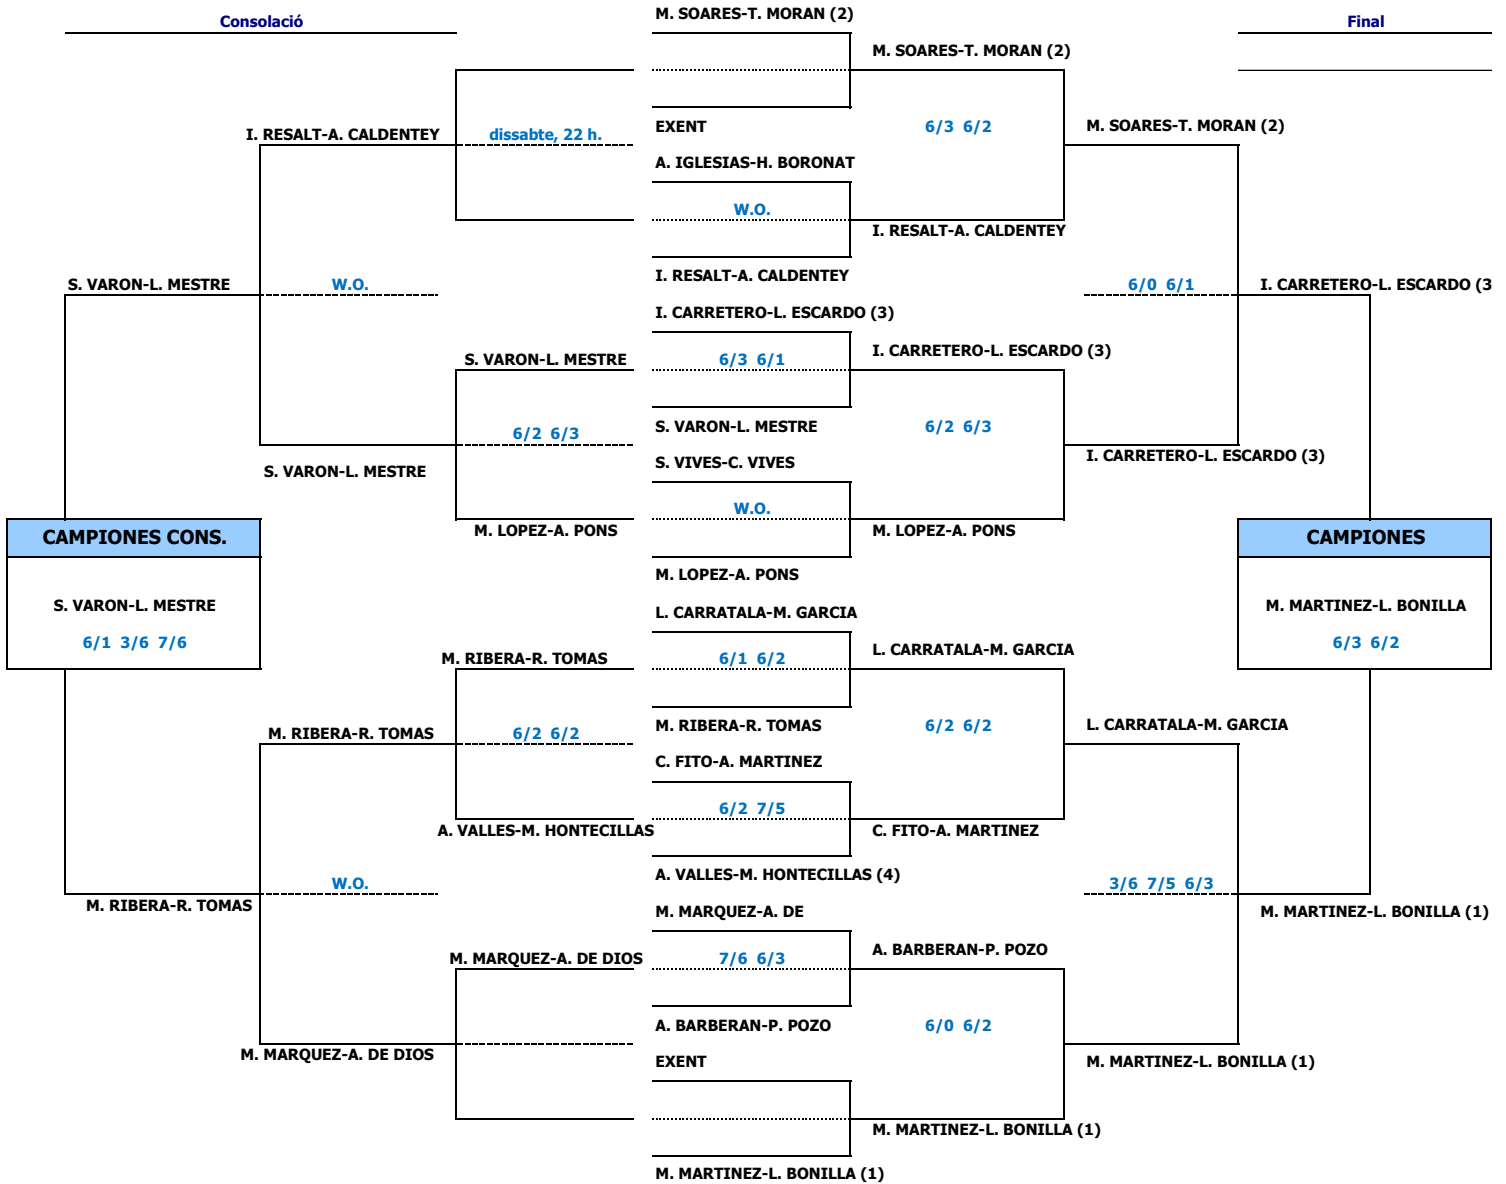 M. SOARES-T. MORAN (2)
Consolació
Final
M. SOARES-T. MORAN (2)
EXENT
6/3 6/2
M. SOARES-T. MORAN (2)
I. RESALT-A. CALDENTEY
dissabte, 22 h.
A. IGLESIAS-H. BORONAT
W.O.
I. RESALT-A. CALDENTEY
I. RESALT-A. CALDENTEY
S. VARON-L. MESTRE
W.O.
6/0 6/1
I. CARRETERO-L. ESCARDO (3
I. CARRETERO-L. ESCARDO (3)
I. CARRETERO-L. ESCARDO (3)
S. VARON-L. MESTRE
6/3 6/1
S. VARON-L. MESTRE
6/2 6/3
6/2 6/3
I. CARRETERO-L. ESCARDO (3)
S. VIVES-C. VIVES
S. VARON-L. MESTRE
W.O.
M. LOPEZ-A. PONS
M. LOPEZ-A. PONS
CAMPIONES CONS.
CAMPIONES
M. LOPEZ-A. PONS
S. VARON-L. MESTRE
M. MARTINEZ-L. BONILLA
L. CARRATALA-M. GARCIA
6/1 3/6 7/6
6/3 6/2
L. CARRATALA-M. GARCIA
M. RIBERA-R. TOMAS
6/1 6/2
M. RIBERA-R. TOMAS
6/2 6/2
L. CARRATALA-M. GARCIA
M. RIBERA-R. TOMAS
6/2 6/2
C. FITO-A. MARTINEZ
6/2 7/5
A. VALLES-M. HONTECILLAS
C. FITO-A. MARTINEZ
A. VALLES-M. HONTECILLAS (4)
W.O.
3/6 7/5 6/3
M. RIBERA-R. TOMAS
M. MARQUEZ-A. DE
M. MARTINEZ-L. BONILLA (1)
A. BARBERAN-P. POZO
M. MARQUEZ-A. DE DIOS
7/6 6/3
A. BARBERAN-P. POZO
6/0 6/2
M. MARQUEZ-A. DE DIOS
EXENT
M. MARTINEZ-L. BONILLA (1)
M. MARTINEZ-L. BONILLA (1)
M. MARTINEZ-L. BONILLA (1)